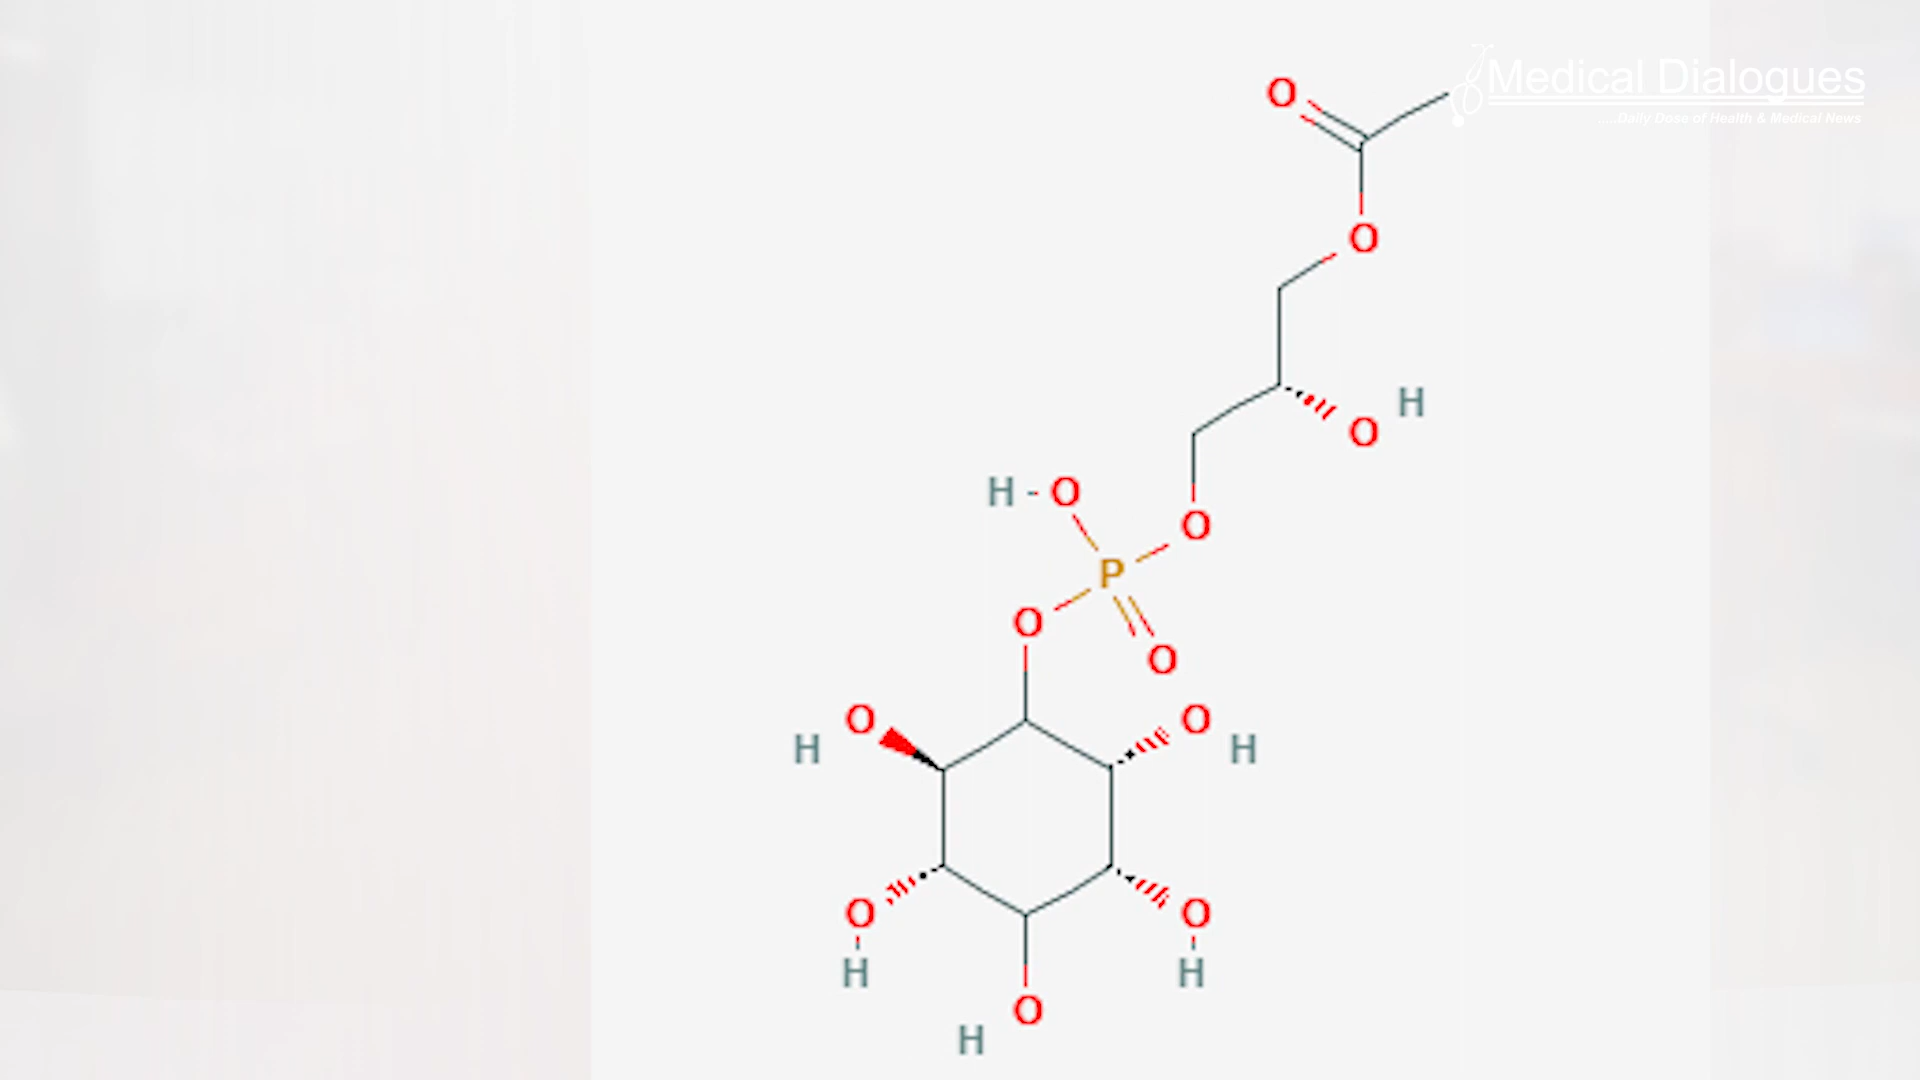 Medical Dialogues
.....Daily Dose of Health & Medical News
O
O
O H
H - O
O
P
O
O
O
O
H
H
O
O
H
H
O
H